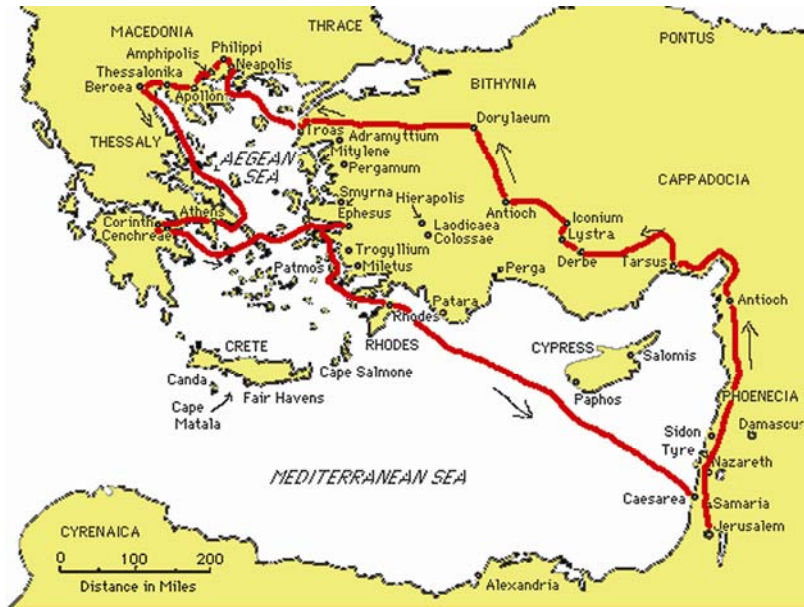 MACEDONIA
THRACE
PONTUS
Philippi
Amphipolis
Neapolis
Thessalonika
Beroea
Apollonia
BITHYNIA
Dorylaeum
Troas
Adramyttium
THESSALY
Mitylene
AEGEAN
SEA
Pergamum
CAPPADOCIA
Smyrna
Hierapolis
Antioch
Iconium
Ephesus
Laodicaea
Lystra
Colossae
Corinth
Athens
Cenchreae
Trogyllium
Derbe
Tarsus
Patmos
Miletus
Perga
Antioch
Patara
Rhodes
CRETE
RHODES
CYPRESS
Salomis
Cape Salmone
Canda
Fair Havens
Paphos
PHOENECIA
Cape
Matala
Sidon
Damascur
Tyre
Nazareth
MEDITERRANEAN SEA
Caesarea
Samaria
Jerusalem
CYRENAICA
0 100 200
Distance in Miles
Alexandria